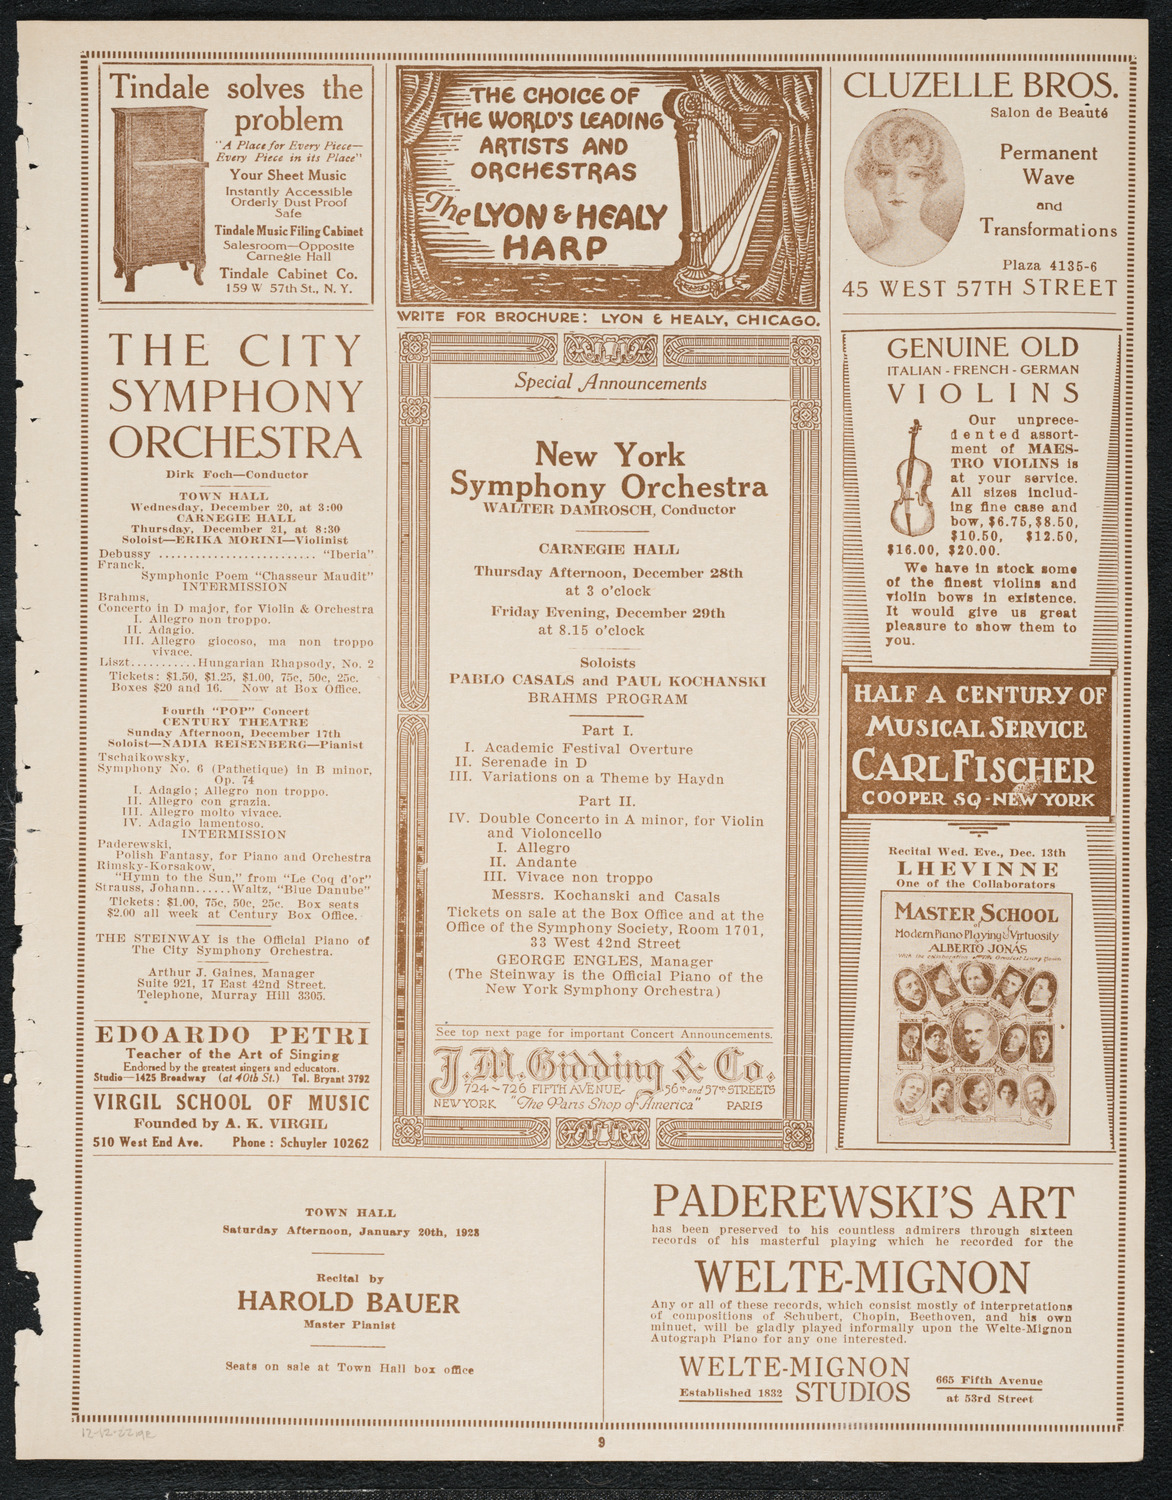 Tindale solves the
problem
"A Place for Every Piece—
Every Piece in its Place"
Your Sheet Music
Instantly Accessible
Orderly Dust Proof
Safe
Tindale Music Filing Cabinet
Salesroom—Opposite
Carnegie Hall
Tindale Cabinet Co.
159 W 57th St., N. Y.
THE CITY
SYMPHONY
ORCHESTRA
Dirk Foch—Conductor
TOWN HALL
Wednesday, December 20, at 3:00
CARNEGIE HALL
Thursday, December 21, at 8:30
Soloist—ERIKA MORINI—Violinist
Debussy .......................... "Iberia"
Franck,
Symphonic Poem "Chasseur Maudit"
INTERMISSION
Brahms,
Concerto in D major, for Violin & Orchestra
I. Allegro non troppo.
II. Adagio.
III. Allegro giocoso, ma non troppo
vivace.
Liszt...........Hungarian Rhapsody, No. 2
Tickets: $1.50, $1.25, $1.00, 75c, 50c, 25c.
Boxes $20 and 16. Now at Box Office.
Fourth "POP" Concert
CENTURY THEATRE
Sunday Afternoon, December 17th
Soloist—NADIA REISENBERG—Pianist
Tschaikowsky,
Symphony No. 6 (Pathetique) in B minor,
Op. 74
I. Adagio; Allegro non troppo.
II. Allegro con grazia.
III. Allegro molto vivace.
IV. Adagio lamentoso.
INTERMISSION
Paderewski,
Polish Fantasy, for Piano and Orchestra
Rimsky-Korsakow,
"Hymn to the Sun," from "Le Coq d'or"
Strauss, Johann......Waltz, "Blue Danube"
Tickets: $1.00, 75c, 50c, 25c. Box seats
$2.00 all week at Century Box Office.
THE STEINWAY is the Official Piano of
The City Symphony Orchestra.
Arthur J. Gaines, Manager
Suite 921, 17 East 42nd Street.
Telephone, Murray Hill 3305.
EDOARDO PETRI
Teacher of the Art of Singing
Endorsed by the greatest singers and educators.
Studio—1425 Broadway (at 40th St.) Tel. Bryant 3792
VIRGIL SCHOOL OF MUSIC
Founded by A. K. VIRGIL
510 West End Ave. Phone: Schuyler 10262
THE CHOICE OF
THE WORLD'S LEADING
ARTISTS AND
ORCHESTRAS
The LYON & HEALY
HARP
WRITE FOR BROCHURE: LYON & HEALY, CHICAGO.
Special Announcements
New York
Symphony Orchestra
WALTER DAMROSCH, Conductor
CARNEGIE HALL
Thursday Afternoon, December 28th
at 3 o'clock
Friday Evening, December 29th
at 8.15 o'clock
Soloists
PABLO CASALS and PAUL KOCHANSKI
BRAHMS PROGRAM
Part I.
I. Academic Festival Overture
II. Serenade in D
III. Variations on a Theme by Haydn
Part II.
IV. Double Concerto in A minor, for Violin
and Violoncello
I. Allegro
II. Andante
III. Vivace non troppo
Messrs. Kochanski and Casals
Tickets on sale at the Box Office and at the
Office of the Symphony Society, Room 1701,
33 West 42nd Street
GEORGE ENGLES, Manager
(The Steinway is the Official Piano of the
New York Symphony Orchestra)
See top next page for important Concert Announcements.
J.M. Gidding & Co.
724~726 FIFTH AVENUE~ 56th and 57th STREETS
NEW YORK "The Paris Shop of America" PARIS
CLUZELLE BROS.
Salon de Beauté
Permanent
Wave
and
Transformations
Plaza 4135-6
45 WEST 57TH STREET
GENUINE OLD
ITALIAN - FRENCH - GERMAN
VIOLINS
Our unprece-
dented assort-
ment of MAES-
TRO VIOLINS is
at your service.
All sizes includ-
ing fine case and
bow, $6.75, $8.50,
$10.50, $12.50,
$16.00, $20.00.
We have in stock some
of the finest violins and
violin bows in existence.
It would give us great
pleasure to show them to
you.
HALF A CENTURY OF
MUSICAL SERVICE
CARL FISCHER
COOPER SQ - NEW YORK
Recital Wed. Eve., Dec. 13th
LHEVINNE
One of the Collaborators
MASTER SCHOOL
of
Modern Piano Playing & Virtuosity
ALBERTO JONÁS
TOWN HALL
Saturday Afternoon, January 20th, 1923
Recital by
HAROLD BAUER
Master Pianist
Seats on sale at Town Hall box office
PADEREWSKI'S ART
has been preserved to his countless admirers through sixteen
records of his masterful playing which he recorded for the
WELTE-MIGNON
Any or all of these records, which consist mostly of interpretations
of compositions of Schubert, Chopin, Beethoven, and his own
minuet, will be gladly played informally upon the Welte-Mignon
Autograph Piano for any one interested.
WELTE-MIGNON
Established 1832 STUDIOS
665 Fifth Avenue
at 53rd Street
9